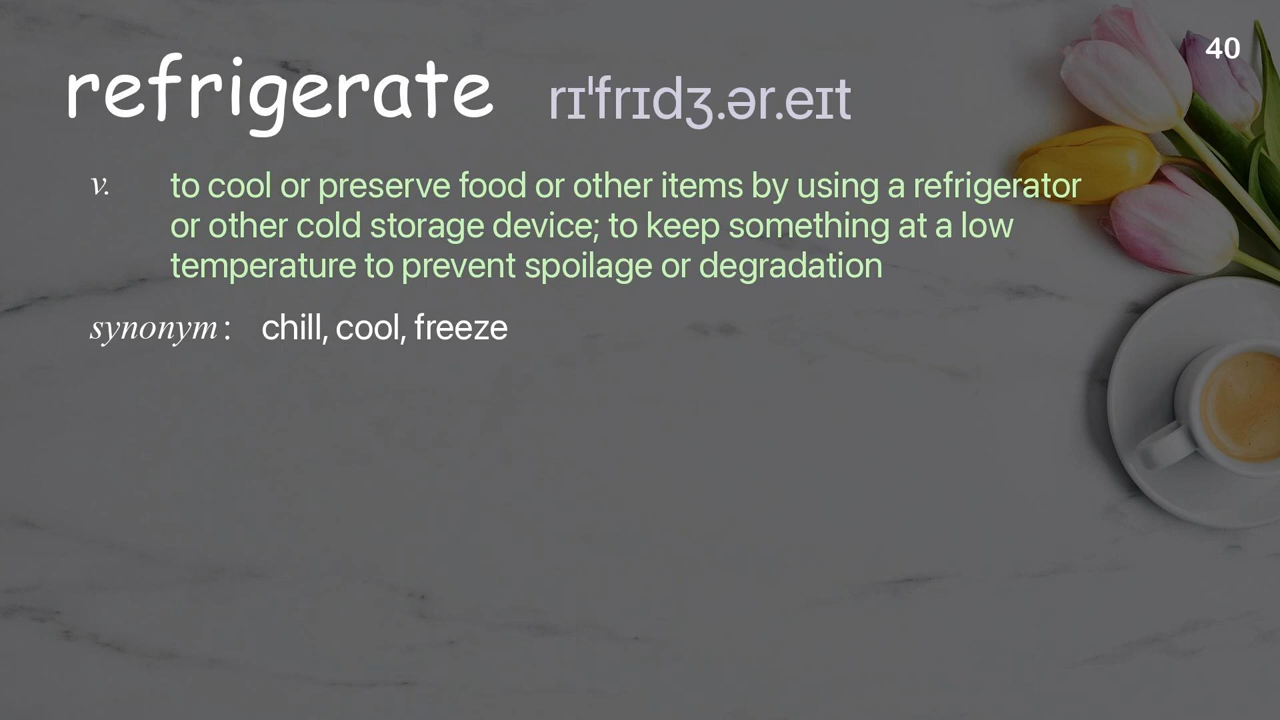 40
refrigerate rɪˈfrɪdʒ.ər.eɪt
v. to cool or preserve food or other items by using a refrigerator
or other cold storage device; to keep something at a low
temperature to prevent spoilage or degradation
synonym: chill, cool, freeze